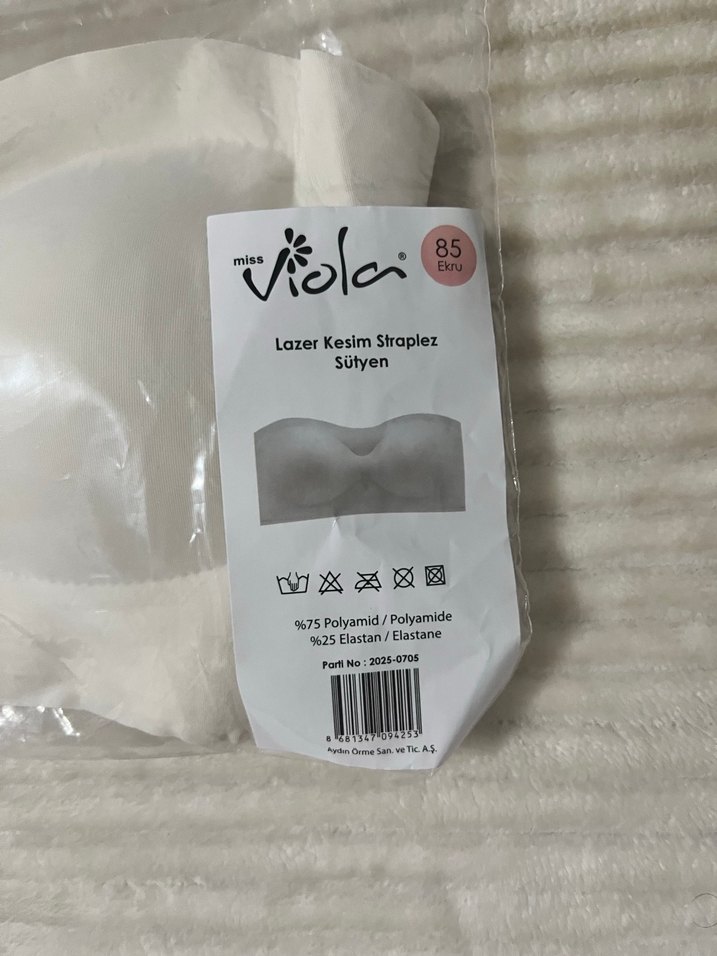 miss
Viola®
85
Ekru
Lazer Kesim Straplez
Sütyen
%75 Polyamid / Polyamide
%25 Elastan / Elastane
Parti No : 2025-0705
8 681347 094253
Aydın Örme San. ve Tic. A.Ş.